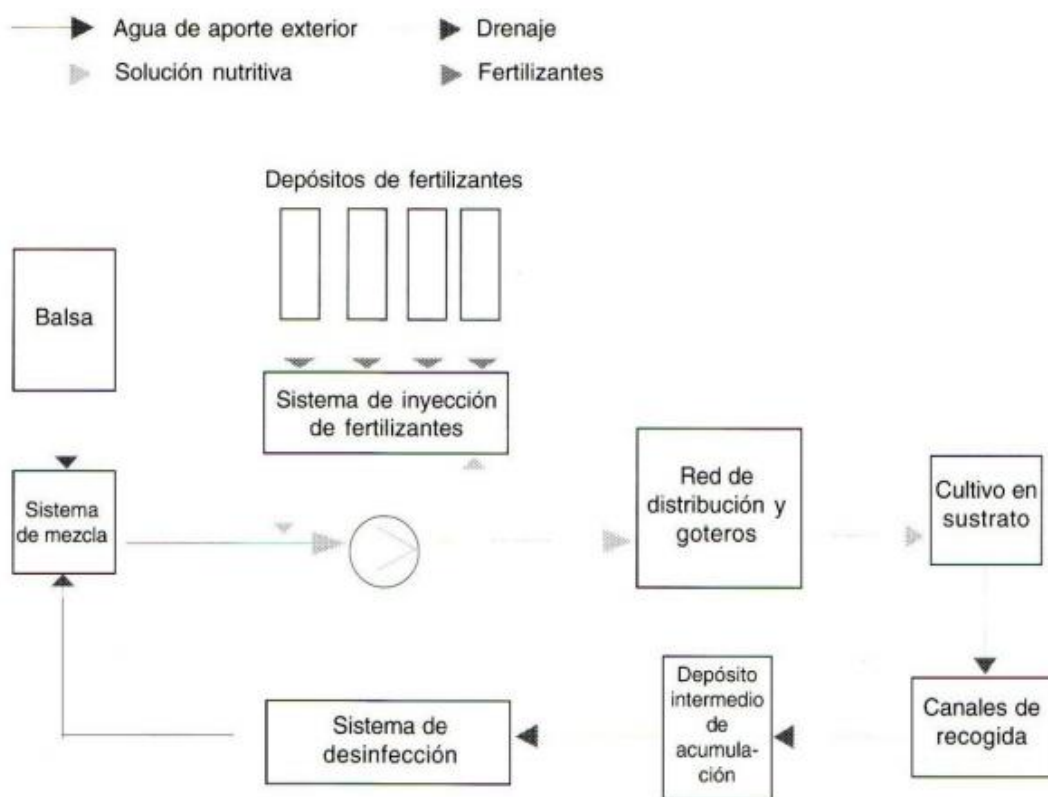 Agua de aporte exterior
Drenaje
Solución nutritiva
Fertilizantes
Depósitos de fertilizantes
Balsa
Sistema de inyección
de fertilizantes
Sistema
de mezcla
Red de
distribución y
goteros
Cultivo en
sustrato
Depósito
intermedio
de
acumula-
ción
Sistema de
desinfección
Canales de
recogida